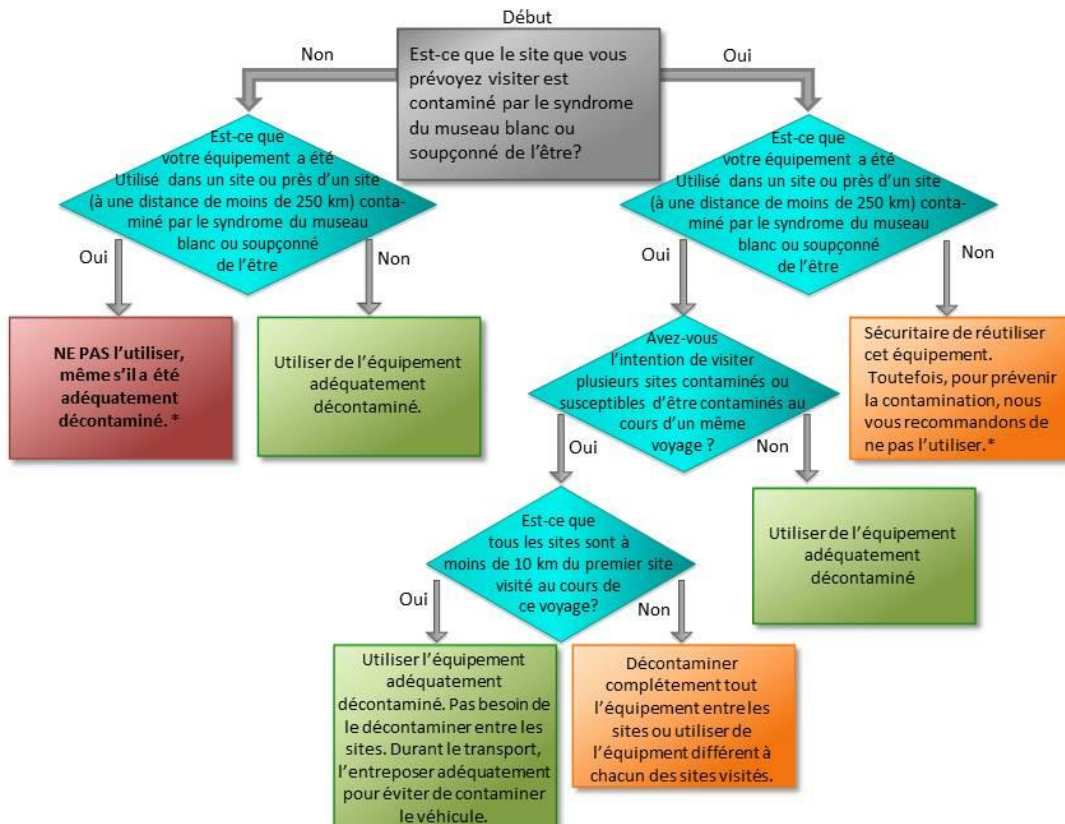 Début
Non
Est-ce que le site que vous
prévoyez visiter est
contaminé par le syndrome
du museau blanc ou
soupçonné de l'être?
Oui
Est-ce que
votre équipement a été
Utilisé dans un site ou près d'un site
(à une distance de moins de 250 km) conta-
miné par le syndrome du museau
blanc ou soupçonné
de l'être
Est-ce que
votre équipement a été
Utilisé dans un site ou près d'un site
(à une distance de moins de 250 km) conta-
miné par le syndrome du museau
blanc ou soupçonné
de l'être
Oui
Non
Oui
Non
NE PAS l'utiliser,
même s'il a été
adéquatement
décontaminé. *
Utiliser de l'équipement
adéquatement
décontaminé.
Avez-vous
l'intention de visiter
plusieurs sites contaminés ou
susceptibles d'être contaminés au
cours d'un même
voyage ?
Sécuritaire de réutiliser
cet équipement.
Toutefois, pour prévenir
la contamination, nous
vous recommandons de
ne pas l'utiliser.*
Oui
Non
Est-ce que
tous les sites sont à
moins de 10 km du premier site
visité au cours de
ce voyage?
Utiliser de l'équipement
adéquatement
décontaminé
Oui
Non
Utiliser l'équipement
adéquatement
décontaminé. Pas besoin de
le décontaminer entre les
sites. Durant le transport,
l'entreposer adéquatement
pour éviter de contaminer
le véhicule.
Décontaminer
complétement tout
l'équipement entre les
sites ou utiliser de
l'équipment différent à
chacun des sites visités.